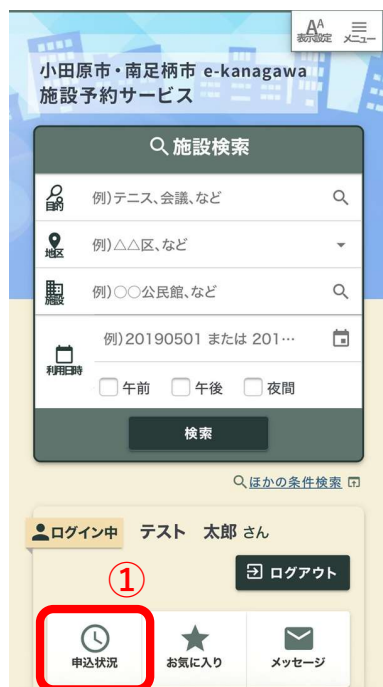 AA
表示設定
メニュー
小田原市・南足柄市 e-kanagawa
施設予約サービス
施設検索
目的
例)テニス、会議、など
地区
例)△△区、など
施設
例)○○公民館、など
利用日時
例)20190501 または 201…
午前
午後
夜間
検索
ほかの条件検索
ログイン中
テスト 太郎 さん
①
ログアウト
申込状況
お気に入り
メッセージ